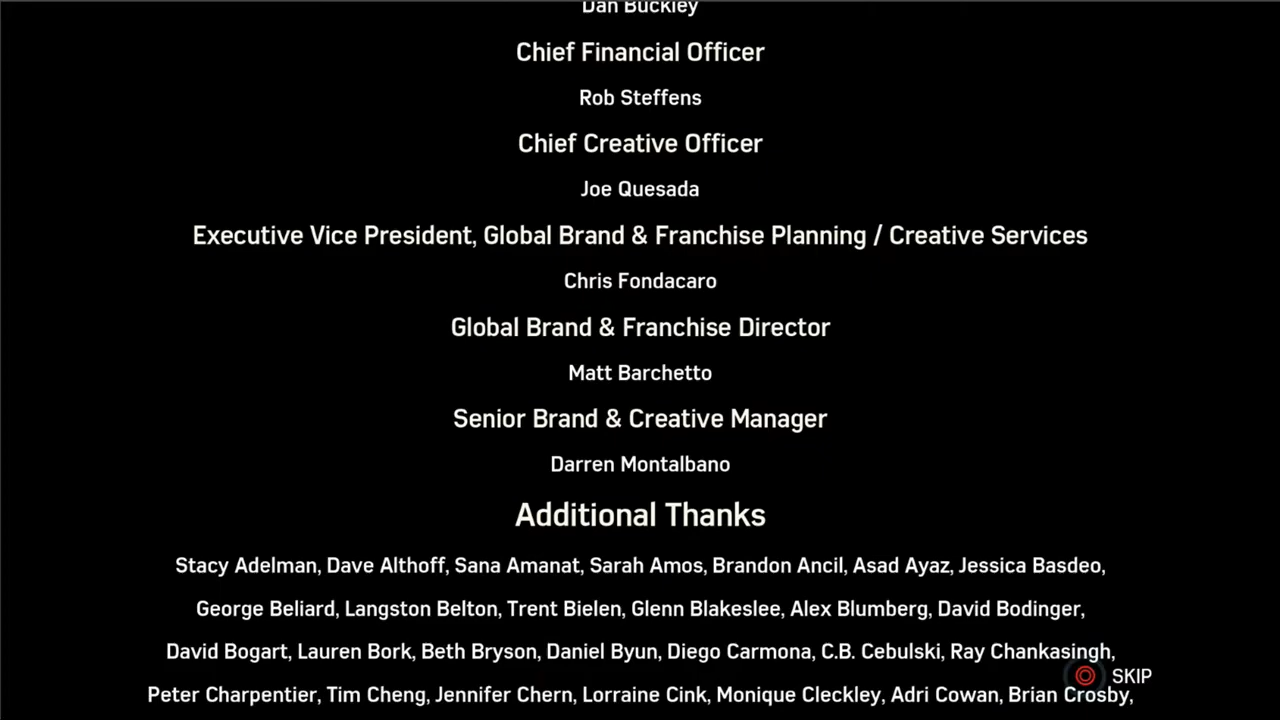 Dan Buckley
Chief Financial Officer
Rob Steffens
Chief Creative Officer
Joe Quesada
Executive Vice President, Global Brand & Franchise Planning / Creative Services
Chris Fondacaro
Global Brand & Franchise Director
Matt Barchetto
Senior Brand & Creative Manager
Darren Montalbano
Additional Thanks
Stacy Adelman, Dave Althoff, Sana Amanat, Sarah Amos, Brandon Ancil, Asad Ayaz, Jessica Basdeo,
George Beliard, Langston Belton, Trent Bielen, Glenn Blakeslee, Alex Blumberg, David Bodinger,
David Bogart, Lauren Bork, Beth Bryson, Daniel Byun, Diego Carmona, C.B. Cebulski, Ray Chankasingh,
SKIP
Peter Charpentier, Tim Cheng, Jennifer Chern, Lorraine Cink, Monique Cleckley, Adri Cowan, Brian Crosby,